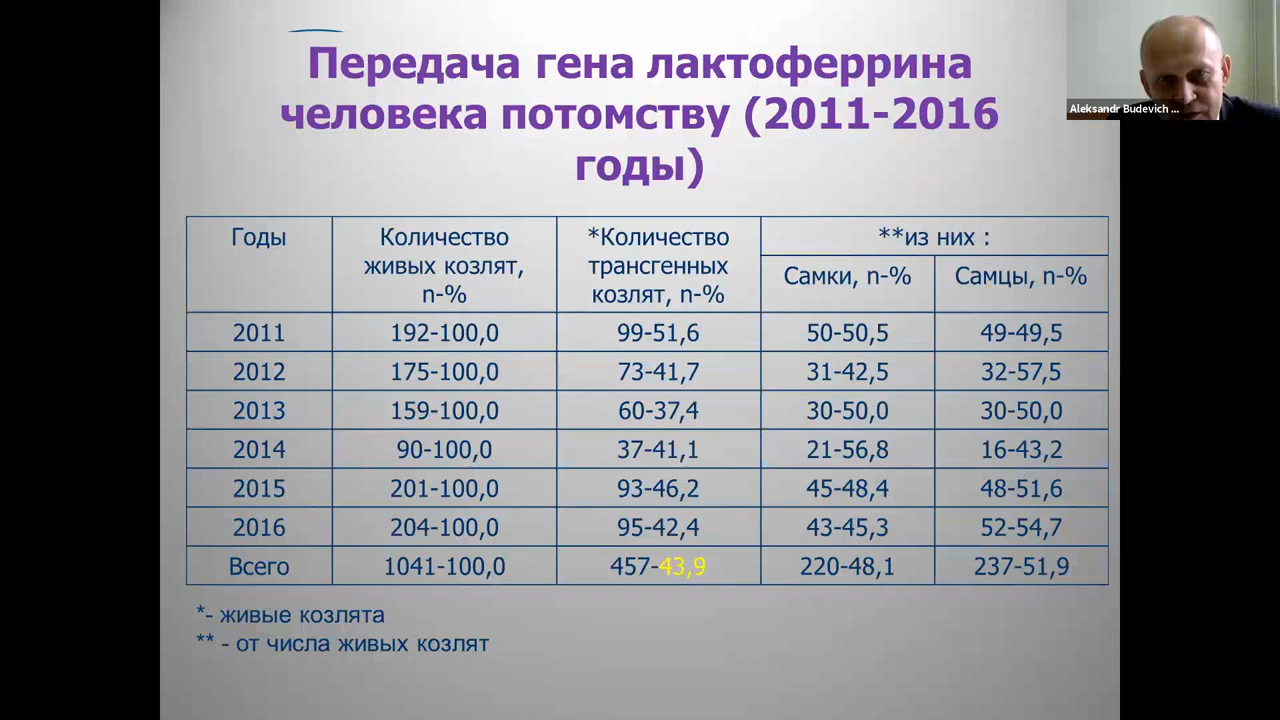 Передача гена лактоферрина
человека потомству (2011-2016
годы)
Aleksandr Budevich ...
Годы
Количество
живых козлят,
n-%
*Количество
трансгенных
козлят, n-%
**из них :
Самки, n-%
Самцы, n-%
2011 192-100,0 99-51,6 50-50,5 49-49,5
2012 175-100,0 73-41,7 31-42,5 32-57,5
2013 159-100,0 60-37,4 30-50,0 30-50,0
2014 90-100,0 37-41,1 21-56,8 16-43,2
2015 201-100,0 93-46,2 45-48,4 48-51,6
2016 204-100,0 95-42,4 43-45,3 52-54,7
Всего 1041-100,0 457-43,9 220-48,1 237-51,9
*- живые козлята
** - от числа живых козлят